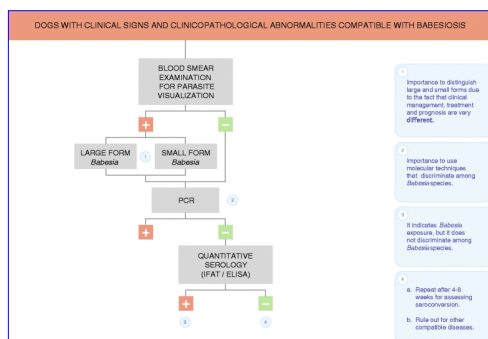 DOGS WITH CLINICAL SIGNS AND CLINICOPATHOLOGICAL ABNORMALITIES COMPATIBLE WITH BABESIOSIS
BLOOD SMEAR
EXAMINATION
FOR PARASITE
VISUALIZATION
+ −
LARGE FORM
Babesia
1
SMALL FORM
Babesia
PCR
2
+ −
QUANTITATIVE
SEROLOGY
(IFAT / ELISA)
+ −
3 4
1
Importance to distinguish
large and small forms due
to the fact that clinical
management, treatment
and prognosis are very
different.
2
Importance to use
molecular techniques
that discriminate among
Babesia species.
3
It indicates Babesia
exposure, but it does
not discriminate among
Babesia species.
4
a. Repeat after 4-8
weeks for assessing
seroconversion.
b. Rule out for other
compatible diseases.